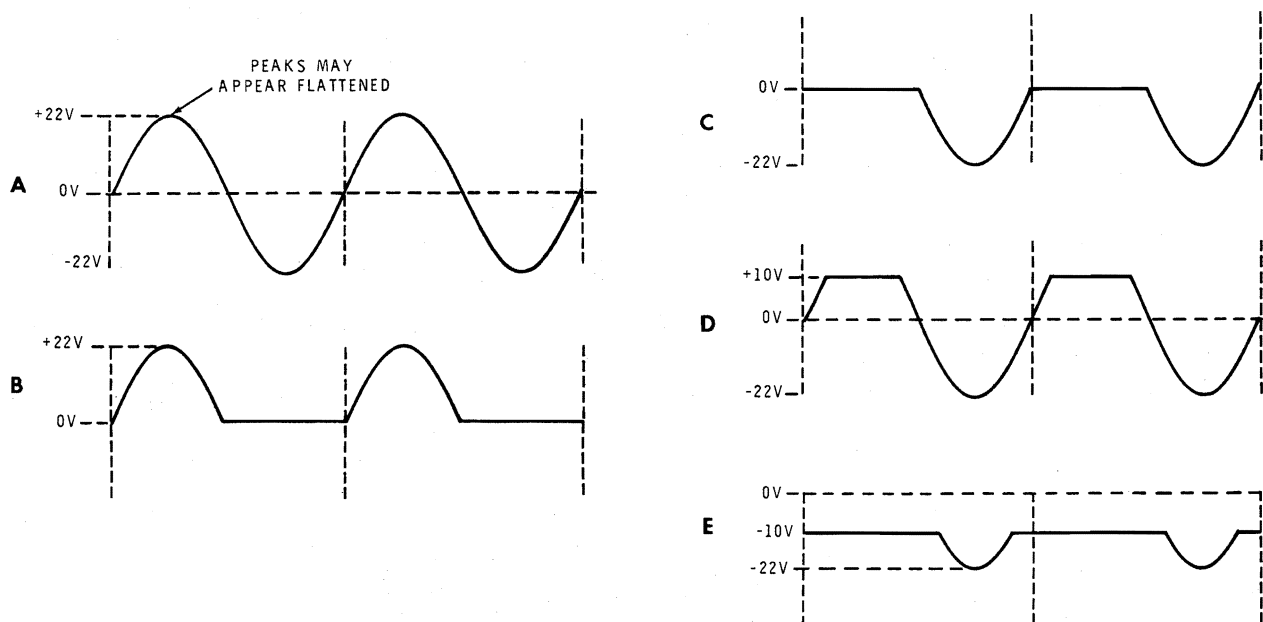 PEAKS MAY
APPEAR FLATTENED
+22V
A
0V
-22V
+22V
B
0V
0V
C
-22V
+10V
D
0V
-22V
0V
E
-10V
-22V